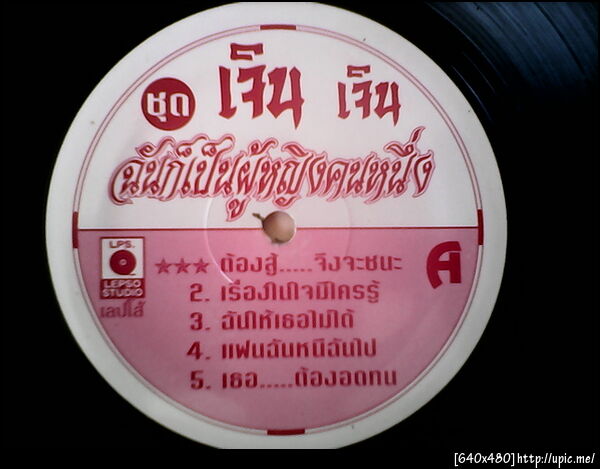 ชุด เจิน เจิน
ฉันก็เป็นผู้หญิงคนหนึ่ง
LPS.
LEPSO
STUDIO
เลปโส้
A
★★★ ต้องสู้.....จึงจะชนะ
2. เรื่องในใจมีใครรู้
3. ฉันให้เธอไม่ได้
4. แฟนฉันหนีฉันไป
5. เธอ.....ต้องอดทน
[640x480]http://upic.me/